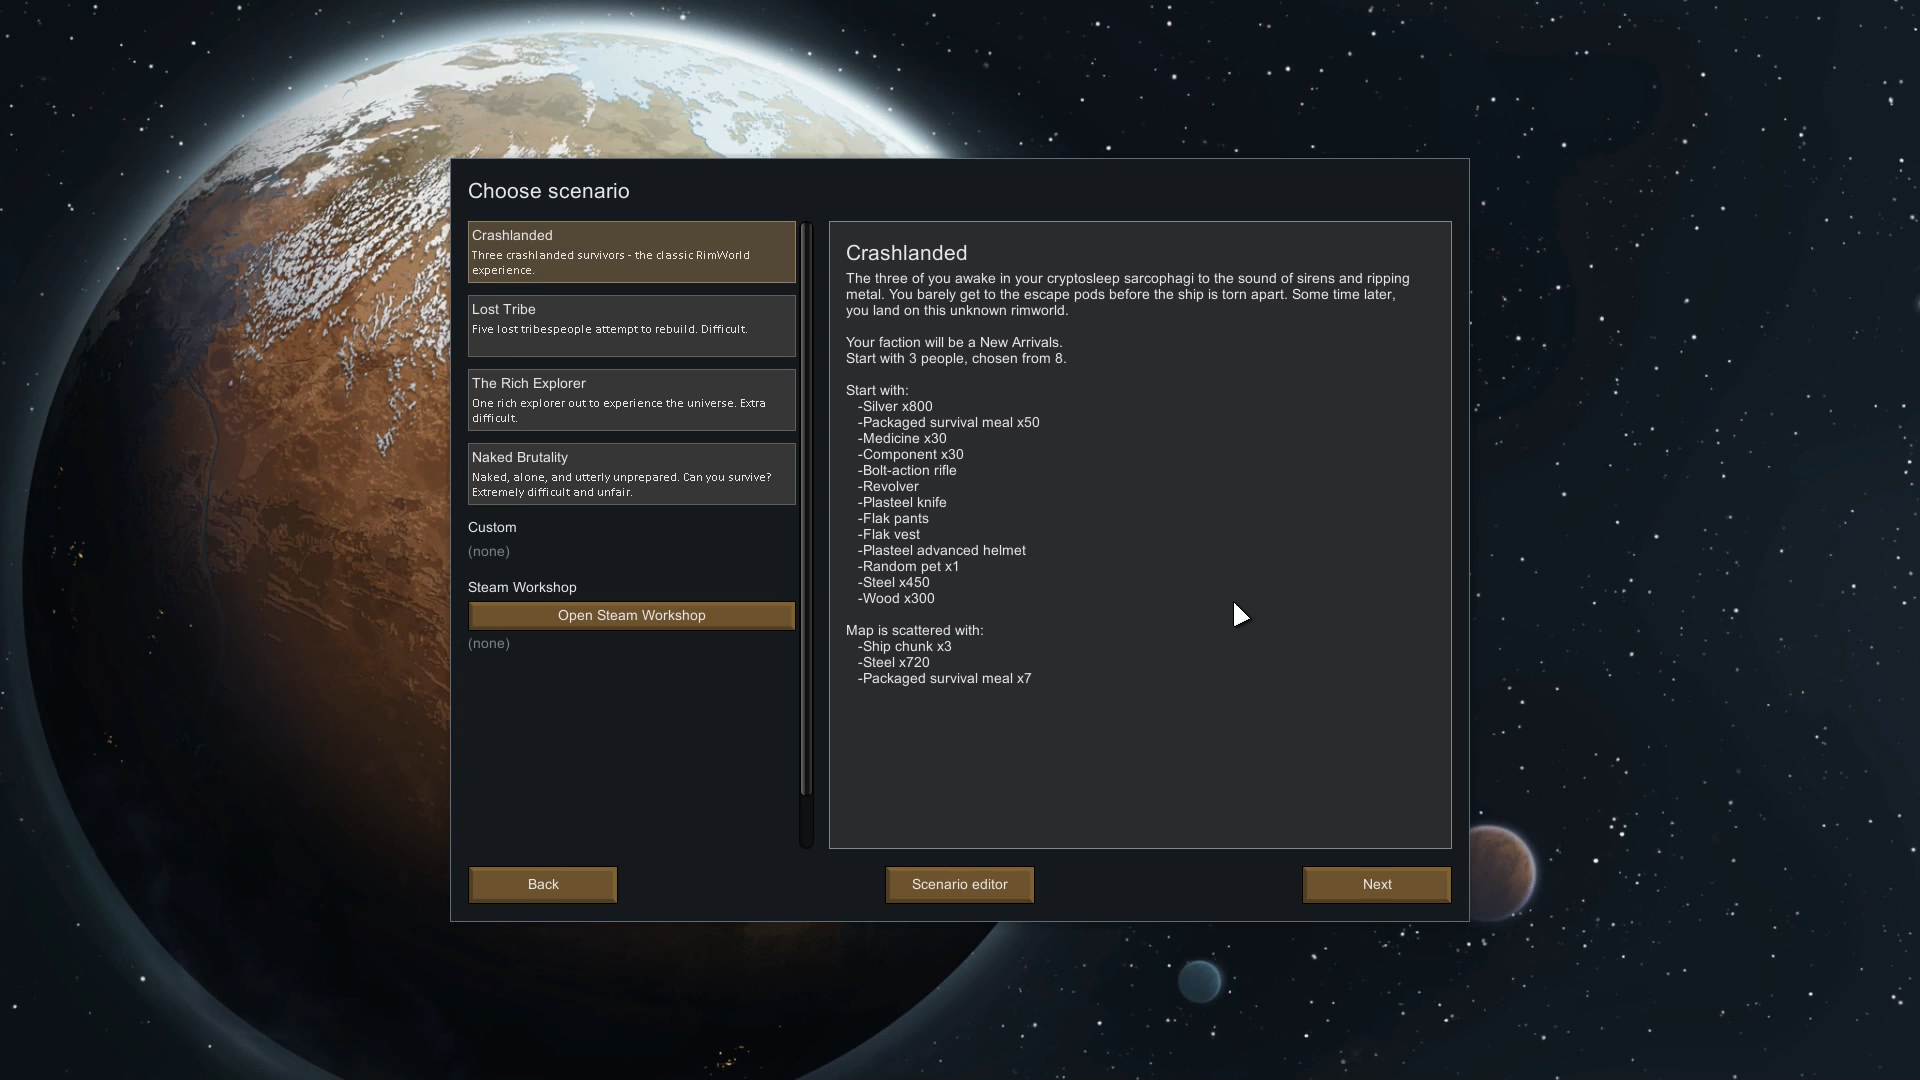 Choose scenario
Crashlanded
Three crashlanded survivors - the classic RimWorld
experience.
Lost Tribe
Five lost tribespeople attempt to rebuild. Difficult.
The Rich Explorer
One rich explorer out to experience the universe. Extra
difficult.
Naked Brutality
Naked, alone, and utterly unprepared. Can you survive?
Extremely difficult and unfair.
Custom
(none)
Steam Workshop
Open Steam Workshop
(none)
Crashlanded
The three of you awake in your cryptosleep sarcophagi to the sound of sirens and ripping
metal. You barely get to the escape pods before the ship is torn apart. Some time later,
you land on this unknown rimworld.
Your faction will be a New Arrivals.
Start with 3 people, chosen from 8.
Start with:
-Silver x800
-Packaged survival meal x50
-Medicine x30
-Component x30
-Bolt-action rifle
-Revolver
-Plasteel knife
-Flak pants
-Flak vest
-Plasteel advanced helmet
-Random pet x1
-Steel x450
-Wood x300
Map is scattered with:
-Ship chunk x3
-Steel x720
-Packaged survival meal x7
Back
Scenario editor
Next